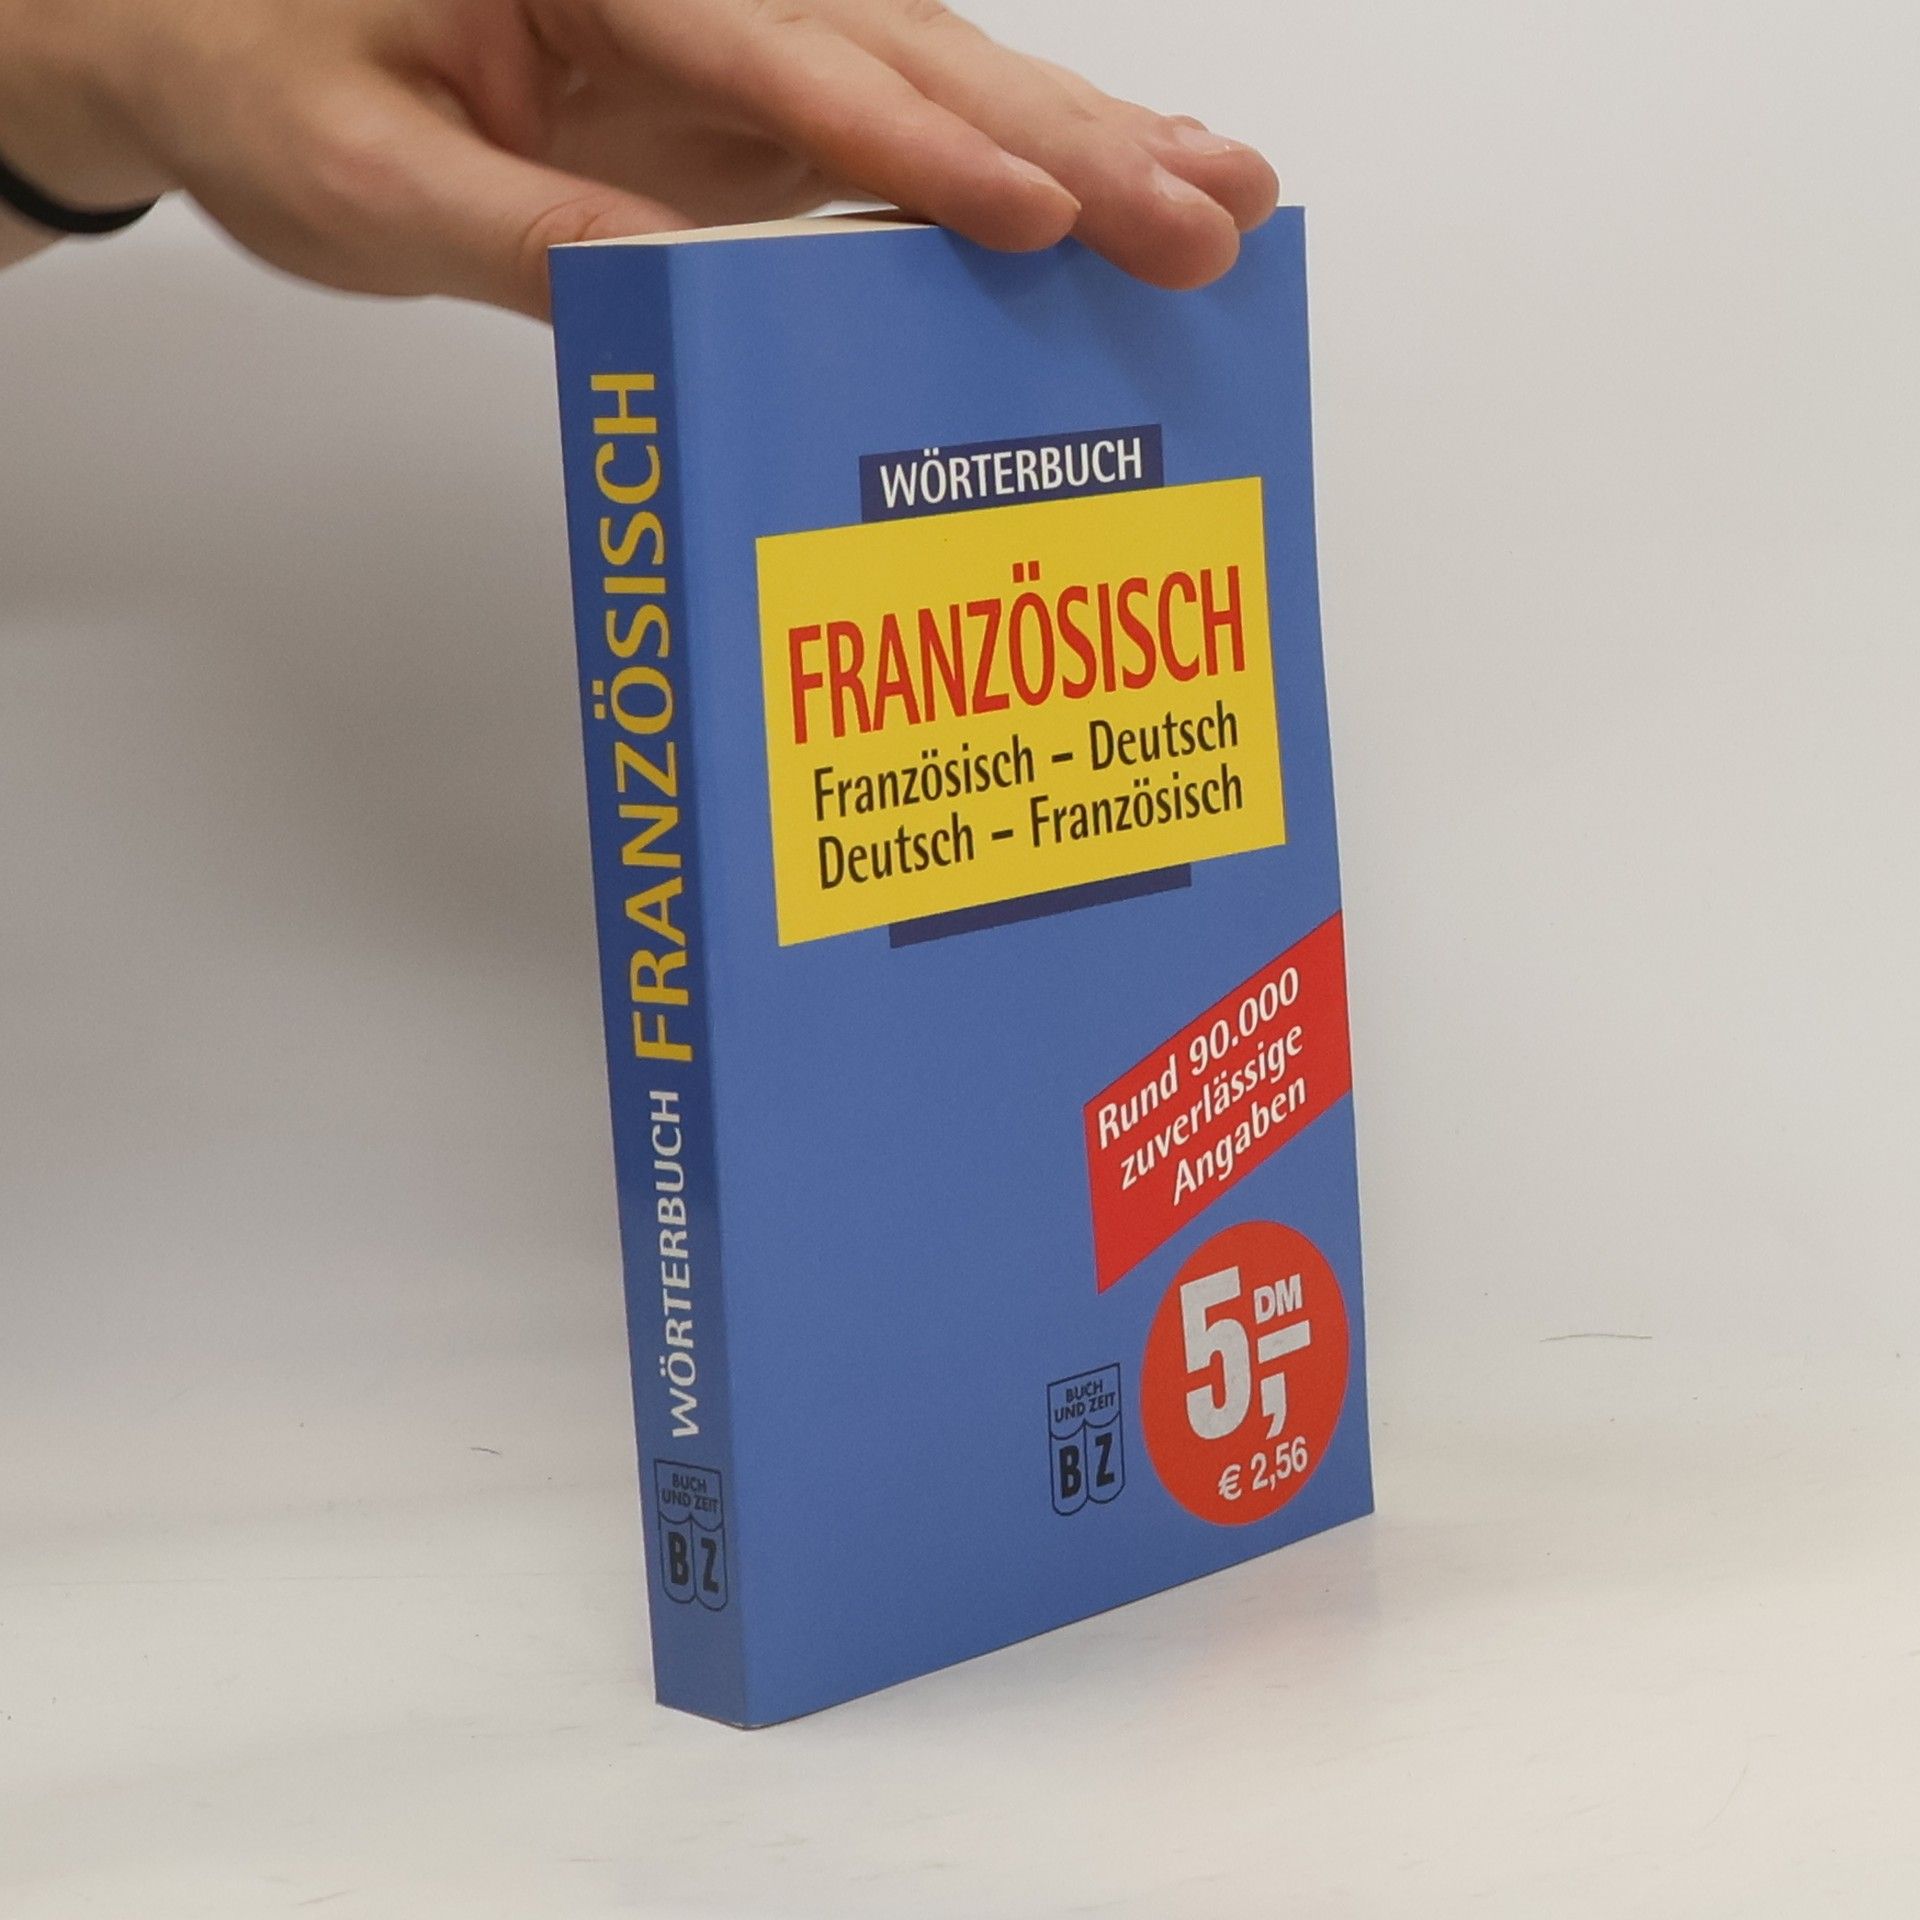 WÖRTERBUCH FRANZÖSISCH
BUCH
UND ZEIT
B Z
WÖRTERBUCH
FRANZÖSISCH
Französisch – Deutsch
Deutsch – Französisch
Rund 90.000
zuverlässige
Angaben
5,– DM
€ 2,56
BUCH
UND ZEIT
B Z